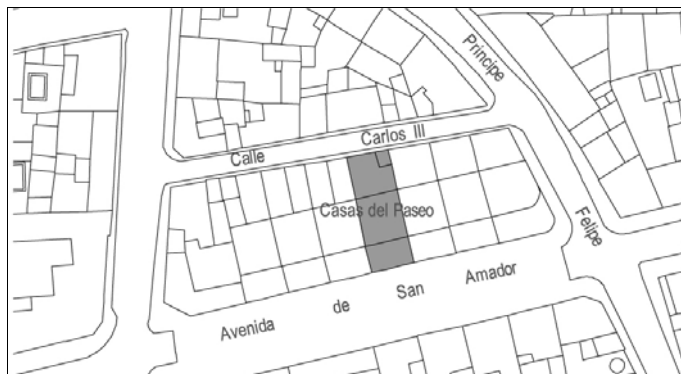 Principe
Felipe
Calle Carlos III
Casas del Paseo
Avenida de San Amador